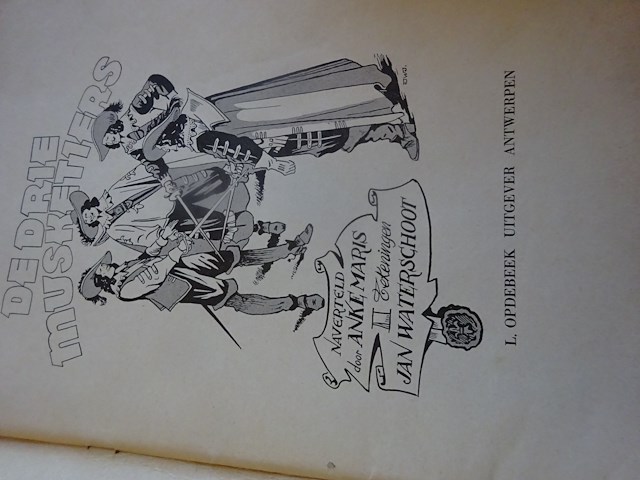 DE DRIE
MUSKETIERS
NAVERTELD
door ANKE MARIS
Tekeningen
JAN WATERSCHOOT
L. OPDEBEEK UITGEVER ANTWERPEN